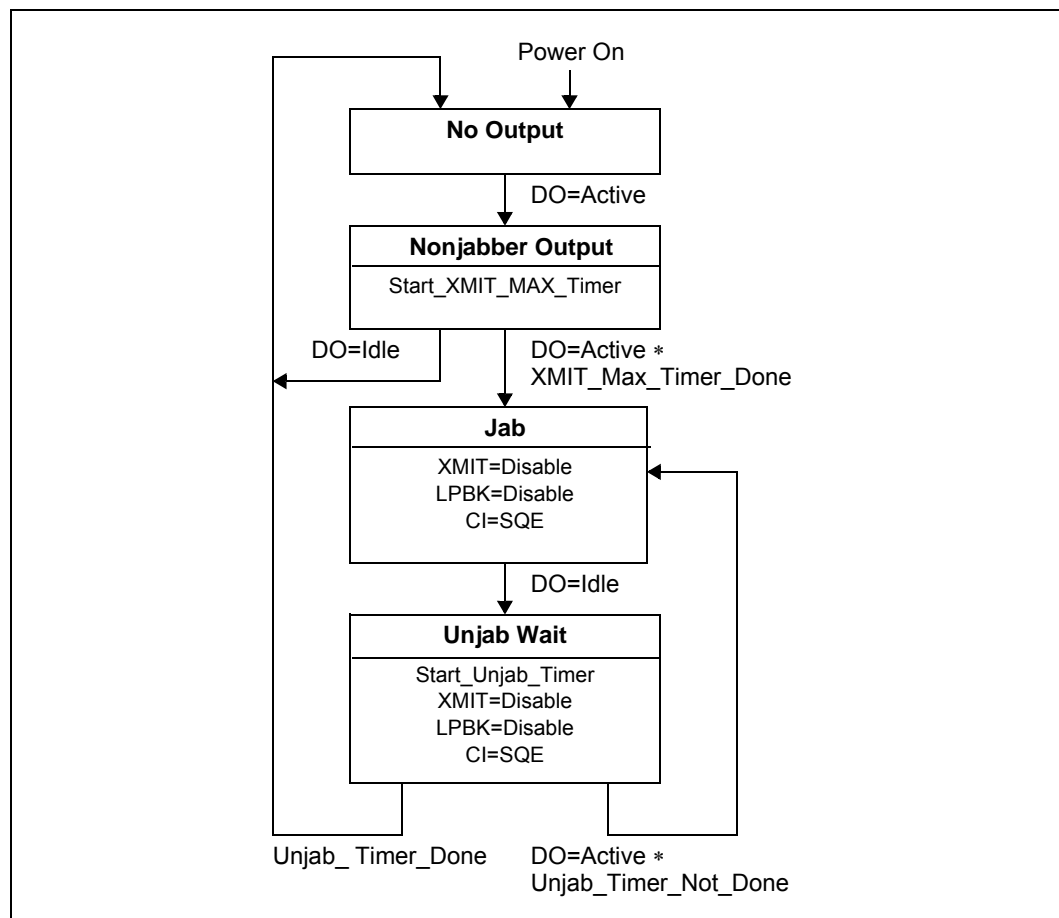 Power On
No Output
DO=Active
Nonjabber Output
Start_XMIT_MAX_Timer
DO=Idle
DO=Active *
XMIT_Max_Timer_Done
Jab
XMIT=Disable
LPBK=Disable
CI=SQE
DO=Idle
Unjab Wait
Start_Unjab_Timer
XMIT=Disable
LPBK=Disable
CI=SQE
Unjab_ Timer_Done
DO=Active *
Unjab_Timer_Not_Done